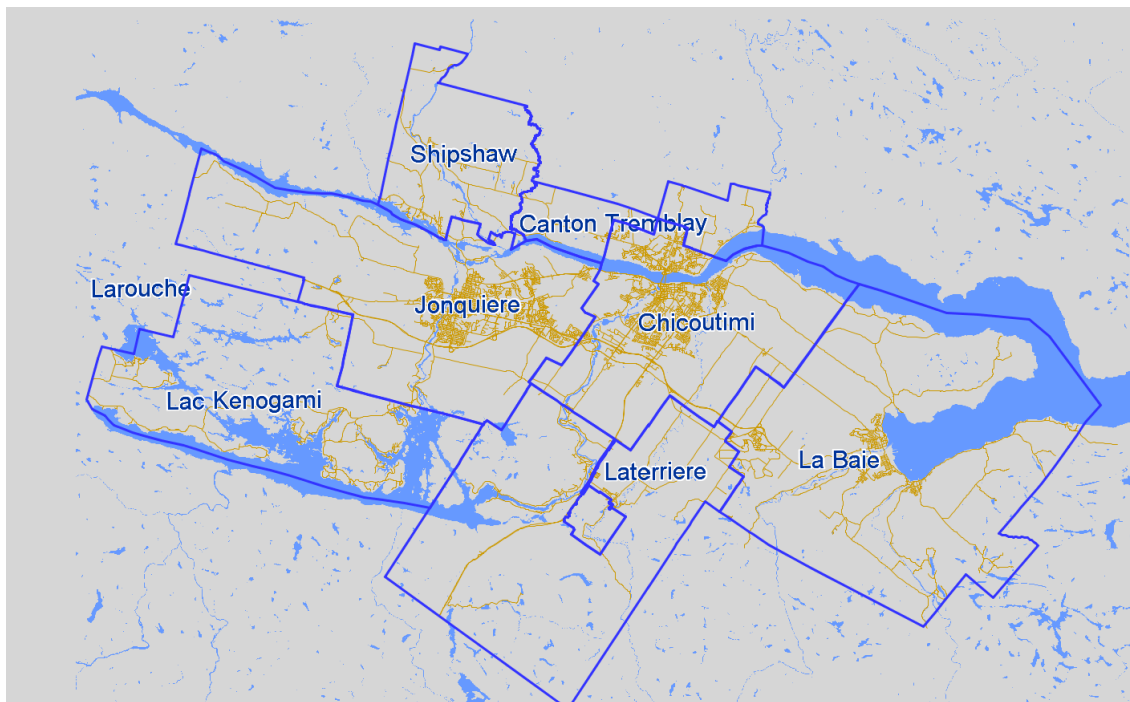 Shipshaw
Canton Tremblay
Larouche
Jonquiere
Chicoutimi
Lac Kenogami
Laterriere
La Baie